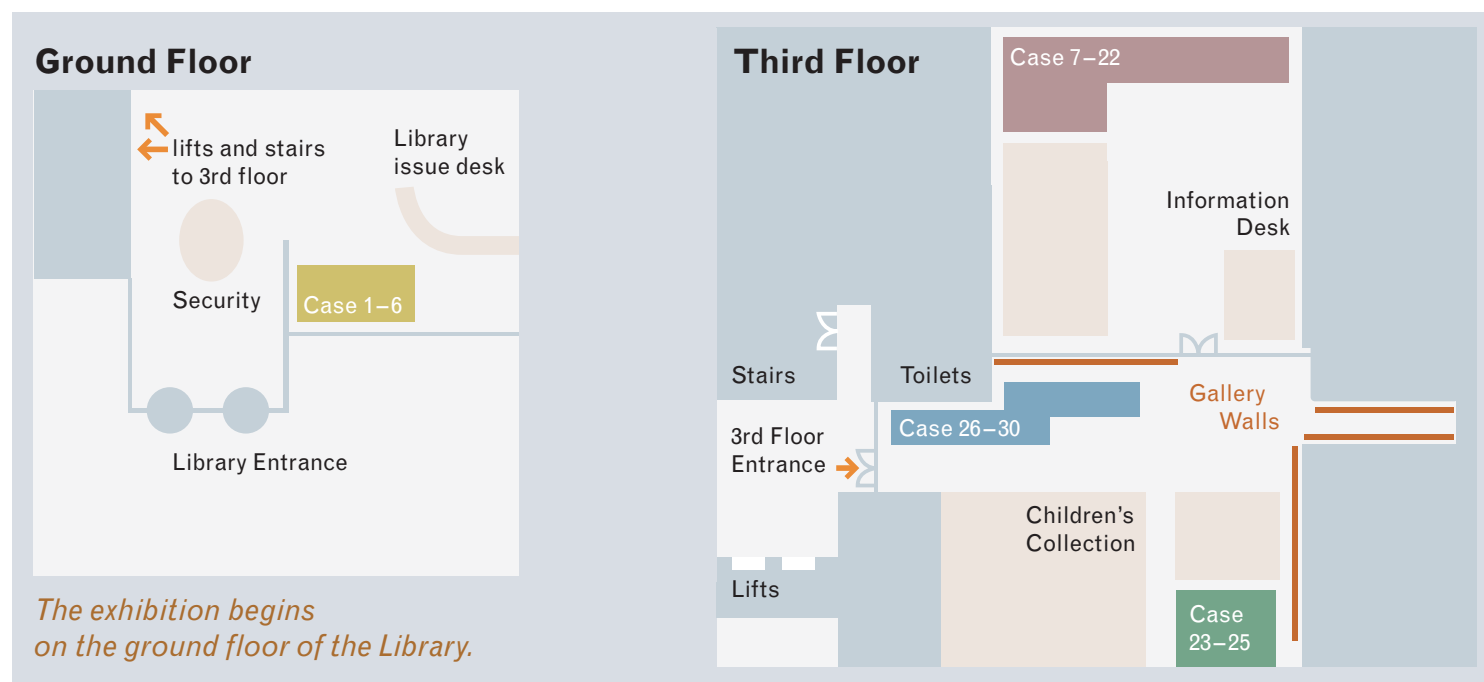 Ground Floor
lifts and stairs
to 3rd floor
Library
issue desk
Security
Case 1–6
Library Entrance
The exhibition begins
on the ground floor of the Library.
Third Floor
Case 7–22
Information
Desk
Stairs
Toilets
Gallery
Walls
Case 26–30
3rd Floor
Entrance
Children’s
Collection
Lifts
Case
23–25